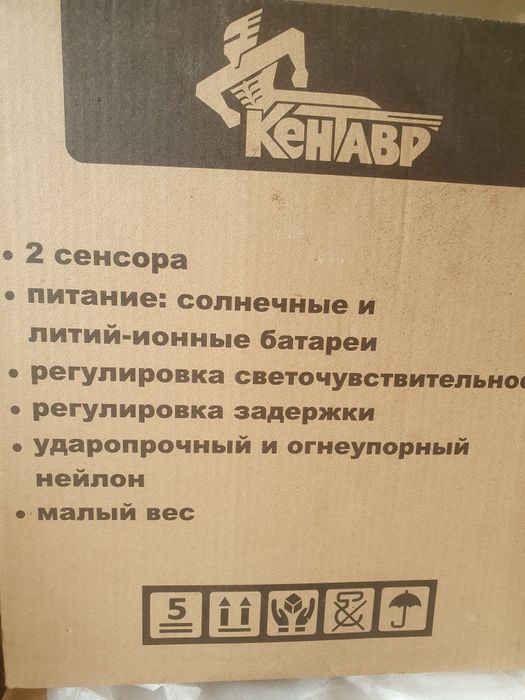 КЕНТАВР
• 2 сенсора
• питание: солнечные и
литий-ионные батареи
• регулировка светочувствительнос
• регулировка задержки
• ударопрочный и огнеупорный
нейлон
• малый вес
5